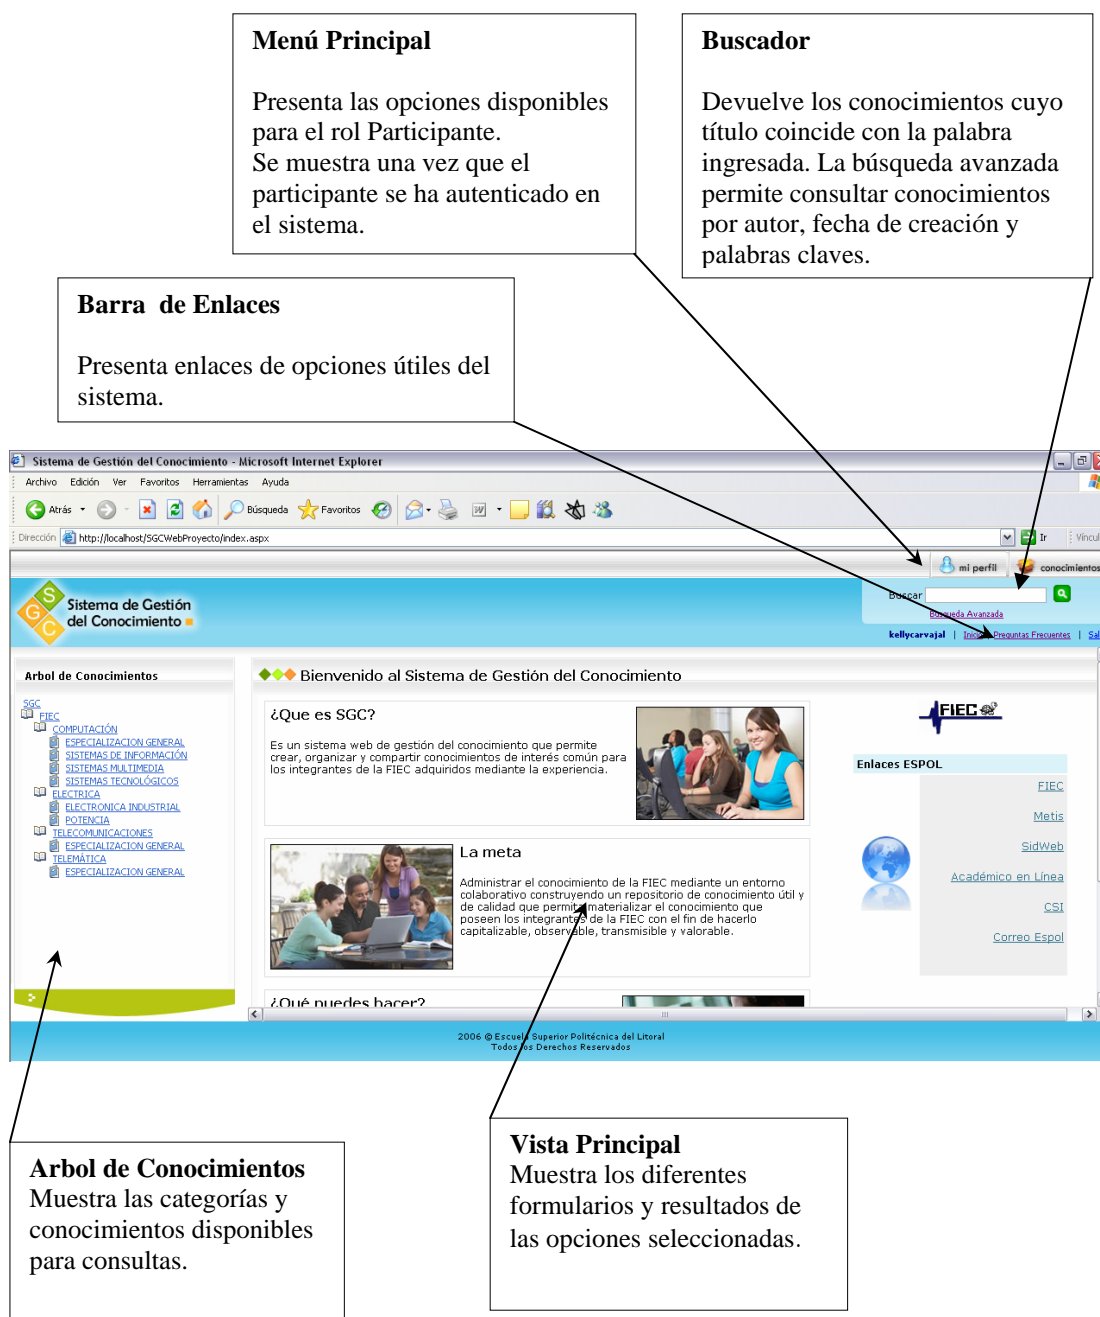 Menú Principal
Presenta las opciones disponibles
para el rol Participante.
Se muestra una vez que el
participante se ha autenticado en
el sistema.
Buscador
Devuelve los conocimientos cuyo
título coincide con la palabra
ingresada. La búsqueda avanzada
permite consultar conocimientos
por autor, fecha de creación y
palabras claves.
Barra de Enlaces
Presenta enlaces de opciones útiles del
sistema.
Sistema de Gestión del Conocimiento - Microsoft Internet Explorer
Archivo Edición Ver Favoritos Herramientas Ayuda
Atrás Búsqueda Favoritos
Dirección http://localhost/SGCWebProyecto/index.aspx Ir Víncul
mi perfil conocimientos
SGC
Sistema de Gestión
del Conocimiento
Buscar
Búsqueda Avanzada
kellycarvajal | Inicio | Preguntas Frecuentes | Sal
Arbol de Conocimientos
SGC
FIEC
COMPUTACIÓN
ESPECIALIZACION GENERAL
SISTEMAS DE INFORMACIÓN
SISTEMAS MULTIMEDIA
SISTEMAS TECNOLÓGICOS
ELECTRICA
ELECTRONICA INDUSTRIAL
POTENCIA
TELECOMUNICACIONES
ESPECIALIZACION GENERAL
TELEMÁTICA
ESPECIALIZACION GENERAL
Bienvenido al Sistema de Gestión del Conocimiento
¿Que es SGC?
Es un sistema web de gestión del conocimiento que permite
crear, organizar y compartir conocimientos de interés común para
los integrantes de la FIEC adquiridos mediante la experiencia.
La meta
Administrar el conocimiento de la FIEC mediante un entorno
colaborativo construyendo un repositorio de conocimiento útil y
de calidad que permita materializar el conocimiento que
poseen los integrantes de la FIEC con el fin de hacerlo
capitalizable, observable, transmisible y valorable.
¿Qué puedes hacer?
FIEC
Enlaces ESPOL
FIEC
Metis
SidWeb
Académico en Línea
CSI
Correo Espol
2006 © Escuela Superior Politécnica del Litoral
Todos los Derechos Reservados
Arbol de Conocimientos
Muestra las categorías y
conocimientos disponibles
para consultas.
Vista Principal
Muestra los diferentes
formularios y resultados de
las opciones seleccionadas.